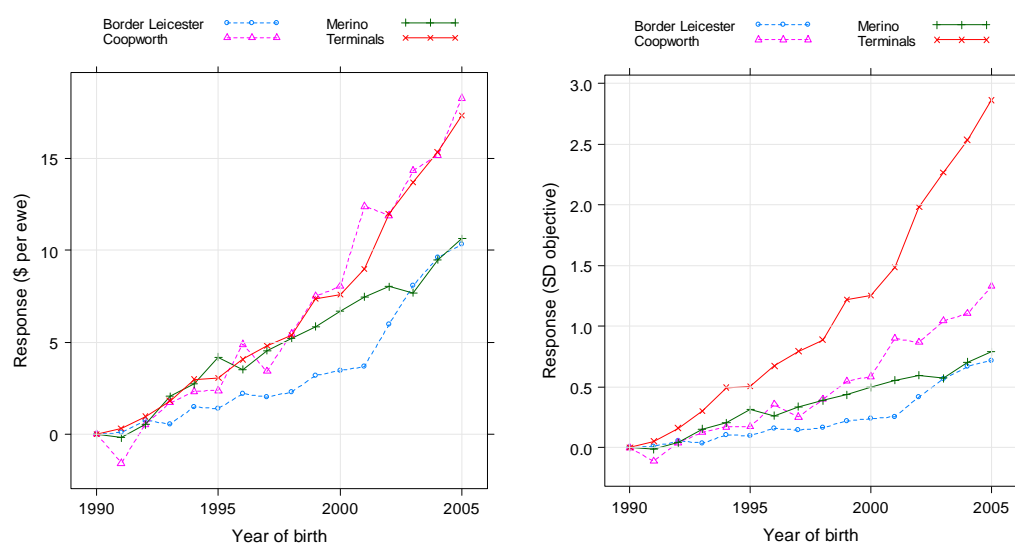 Border Leicester
Coopworth
Merino
Terminals
Response ($ per ewe)
15
10
5
0
1990
1995
2000
2005
Year of birth
Border Leicester
Coopworth
Merino
Terminals
Response (SD objective)
3.0
2.5
2.0
1.5
1.0
0.5
0.0
1990
1995
2000
2005
Year of birth